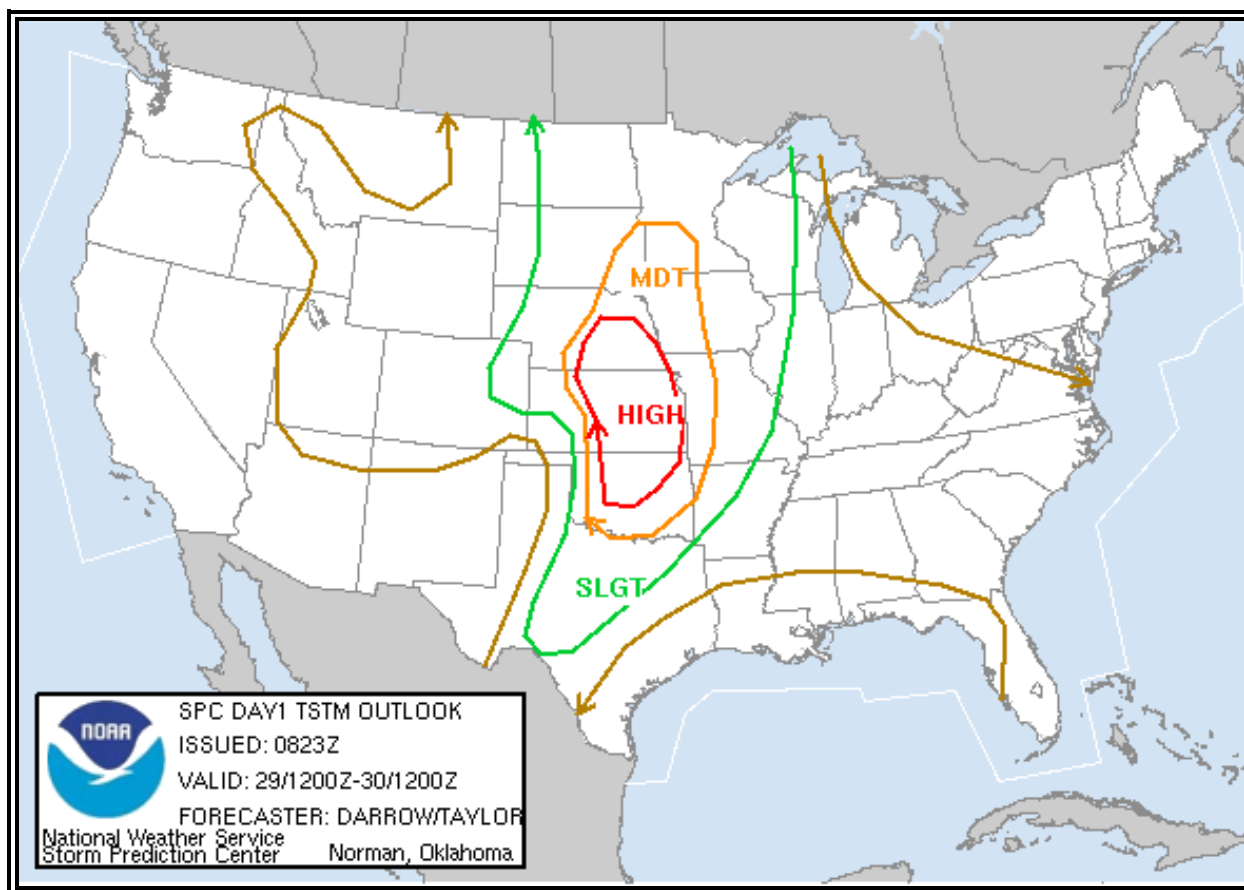 MDT
HIGH
SLGT
NOAA
SPC DAY1 TSTM OUTLOOK
ISSUED: 0823Z
VALID: 29/1200Z-30/1200Z
FORECASTER: DARROW/TAYLOR
National Weather Service
Storm Prediction Center Norman, Oklahoma